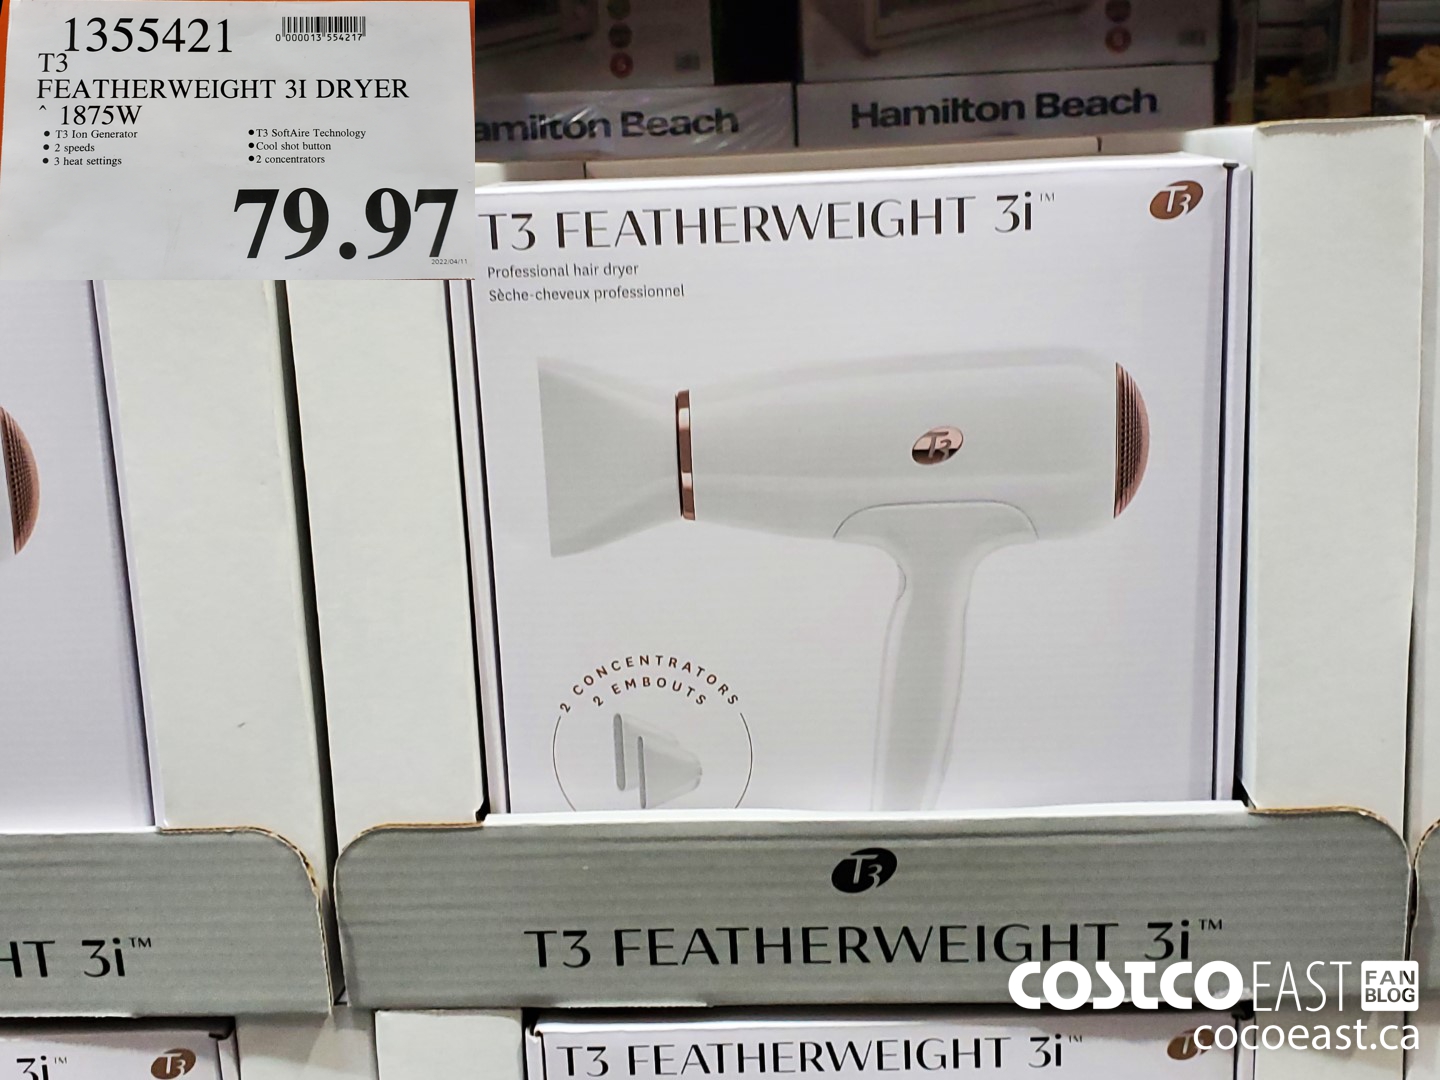 1355421
0"000013"554217"
T3
FEATHERWEIGHT 3I DRYER
^ 1875W
• T3 Ion Generator
• 2 speeds
• 3 heat settings
• T3 SoftAire Technology
• Cool shot button
• 2 concentrators
79.97
2022/04/11
amilton Beach
Hamilton Beach
T3 FEATHERWEIGHT 3i™
T3
Professional hair dryer
Sèche-cheveux professionnel
T3
2 CONCENTRATORS
2 EMBOUTS
T3
HT 3i™
T3 FEATHERWEIGHT 3i™
COSTCO EAST FAN BLOG
cocoeast.ca
3i™
T3
T3 FEATHERWEIGHT 3i™